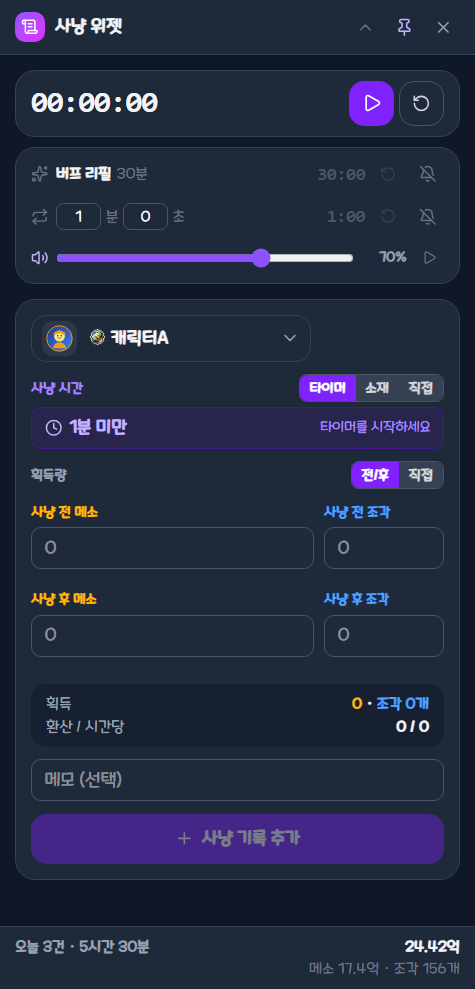 사냥 위젯
00:00:00
버프 리필 30분 30:00
1 분 0 초 1:00
70%
캐릭터A
사냥 시간 타이머 소재 직접
1분 미만 타이머를 시작하세요
획득량 전/후 직접
사냥 전 메소 사냥 전 조각
0 0
사냥 후 메소 사냥 후 조각
0 0
획득 0 · 조각 0개
환산 / 시간당 0 / 0
메모 (선택)
+ 사냥 기록 추가
오늘 3건 · 5시간 30분 24.42억
메소 17.4억 · 조각 156개